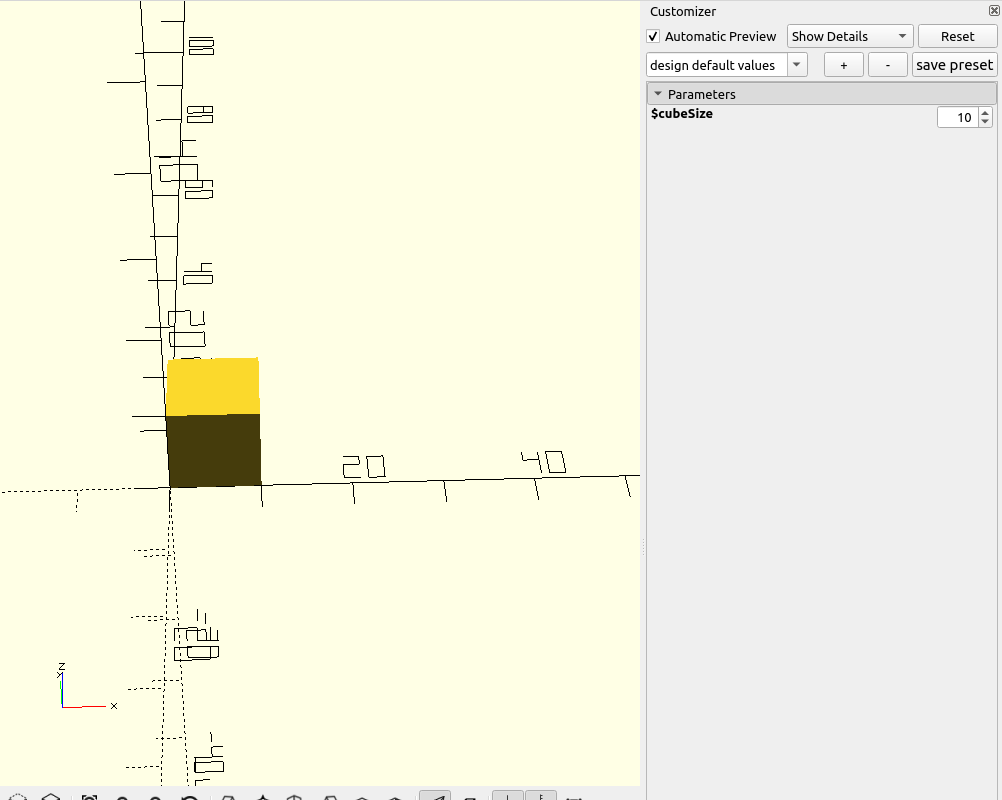 Customizer
Automatic Preview
Show Details
Reset
design default values
+
-
save preset
Parameters
$cubeSize
10
20
40
z
x